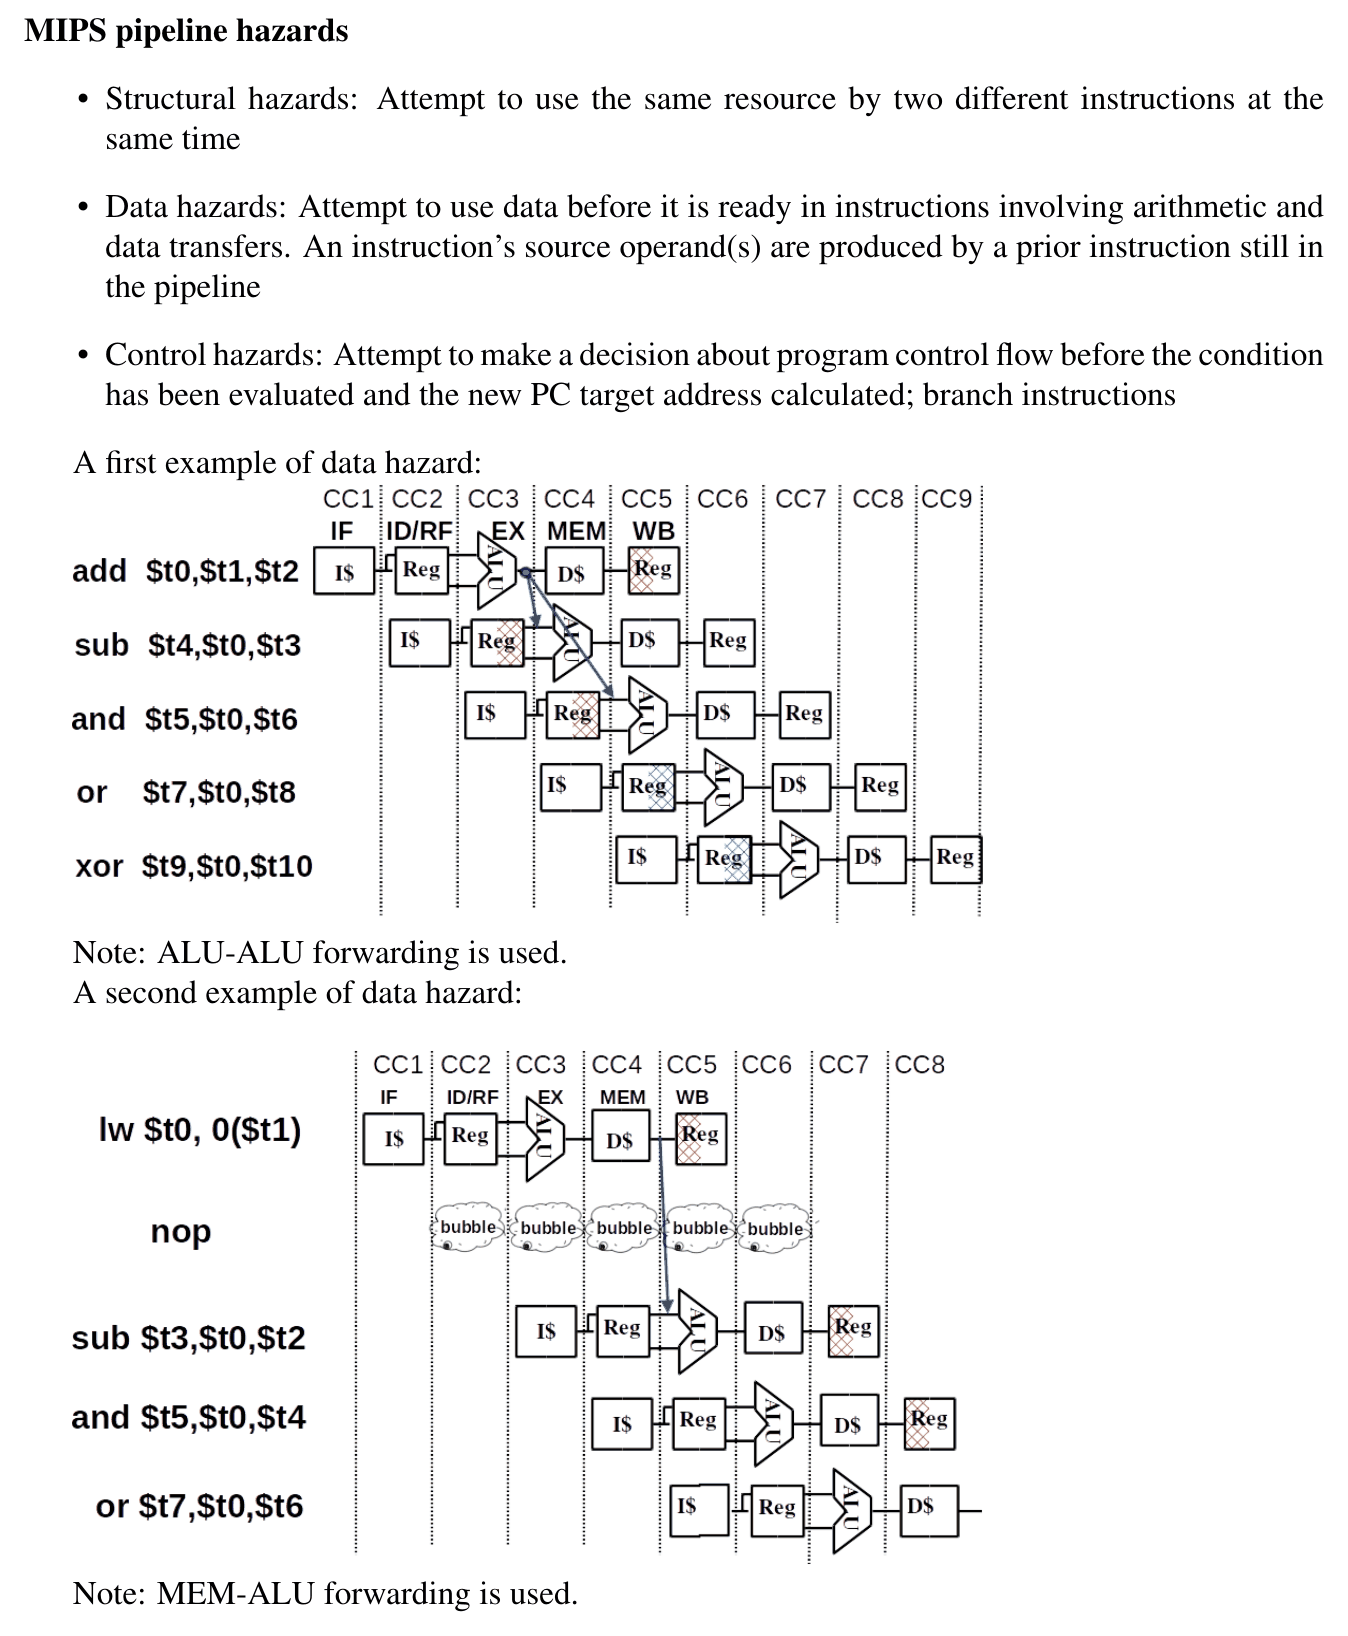 MIPS pipeline hazards
• Structural hazards: Attempt to use the same resource by two different instructions at the
same time
• Data hazards: Attempt to use data before it is ready in instructions involving arithmetic and
data transfers. An instruction's source operand(s) are produced by a prior instruction still in
the pipeline
• Control hazards: Attempt to make a decision about program control flow before the condition
has been evaluated and the new PC target address calculated; branch instructions
A first example of data hazard:
CC1 CC2 CC3 CC4 CC5 CC6 CC7 CC8 CC9
IF ID/RF EX MEM WB
add $t0,$t1,$t2 I$ Reg ALU D$ Reg
sub $t4,$t0,$t3 I$ Reg ALU D$ Reg
and $t5,$t0,$t6 I$ Reg ALU D$ Reg
or $t7,$t0,$t8 I$ Reg ALU D$ Reg
xor $t9,$t0,$t10 I$ Reg ALU D$ Reg
Note: ALU-ALU forwarding is used.
A second example of data hazard:
CC1 CC2 CC3 CC4 CC5 CC6 CC7 CC8
IF ID/RF EX MEM WB
lw $t0, 0($t1) I$ Reg ALU D$ Reg
nop bubble bubble bubble bubble bubble
sub $t3,$t0,$t2 I$ Reg ALU D$ Reg
and $t5,$t0,$t4 I$ Reg ALU D$ Reg
or $t7,$t0,$t6 I$ Reg ALU D$
Note: MEM-ALU forwarding is used.